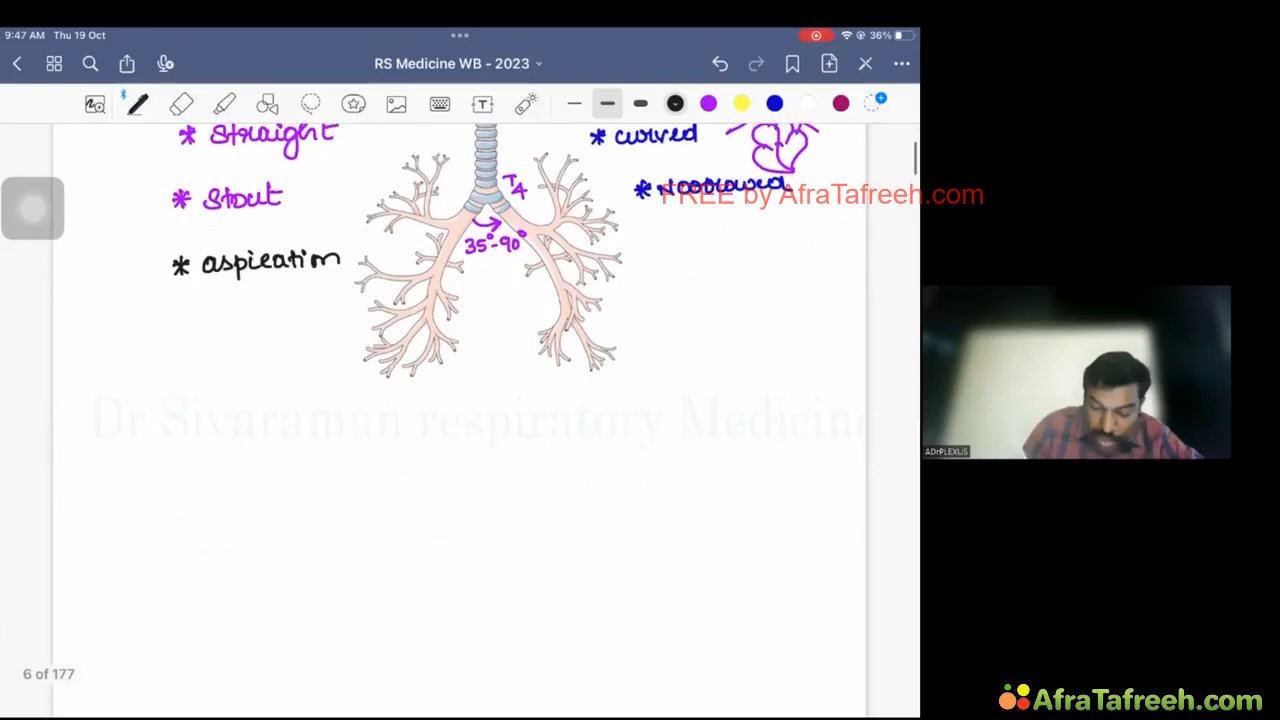 9:47 AM Thu 19 Oct
36%
RS Medicine WB - 2023
* Straight
* curved
* Stout
T4
* narrowed
FREE by AfraTafreeh.com
35°-90°
* aspiration
Dr.Sivaraman respiratory Medicine
ADrPLEXUS
6 of 177
AfraTafreeh.com